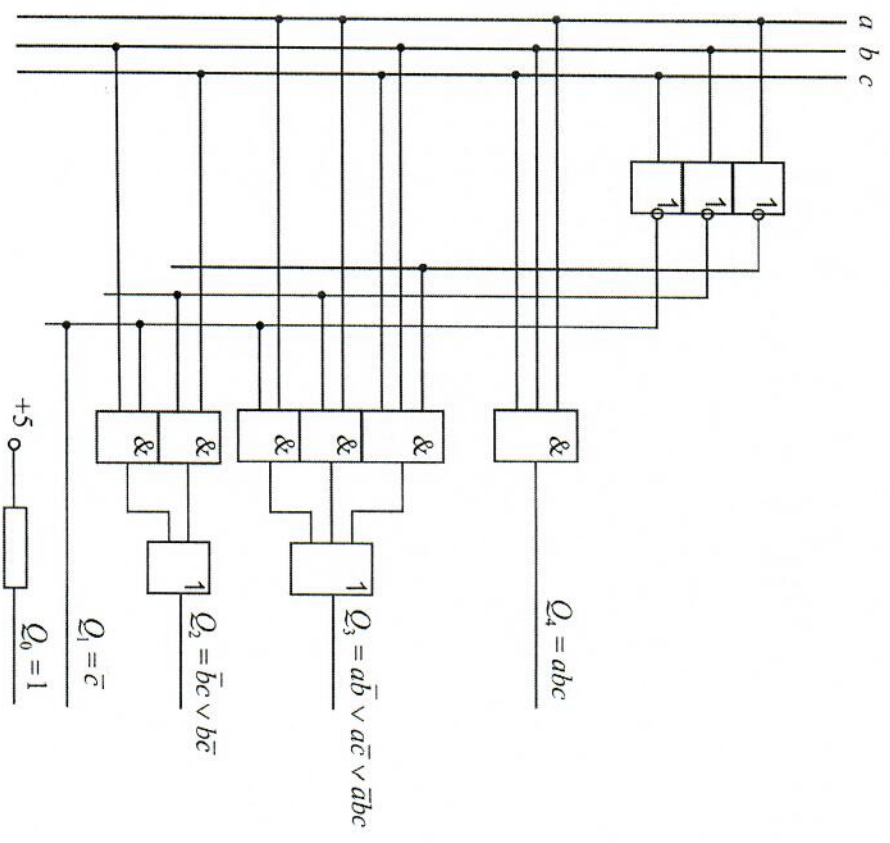 a
b
c
1
1
1
&
&
&
&
&
&
1
1
Q₄ = abc
Q₃ = ab̄ ∨ ac̄ ∨ ābc
Q₂ = b̄c ∨ bc̄
Q₁ = c̄
Q₀ = 1
+5